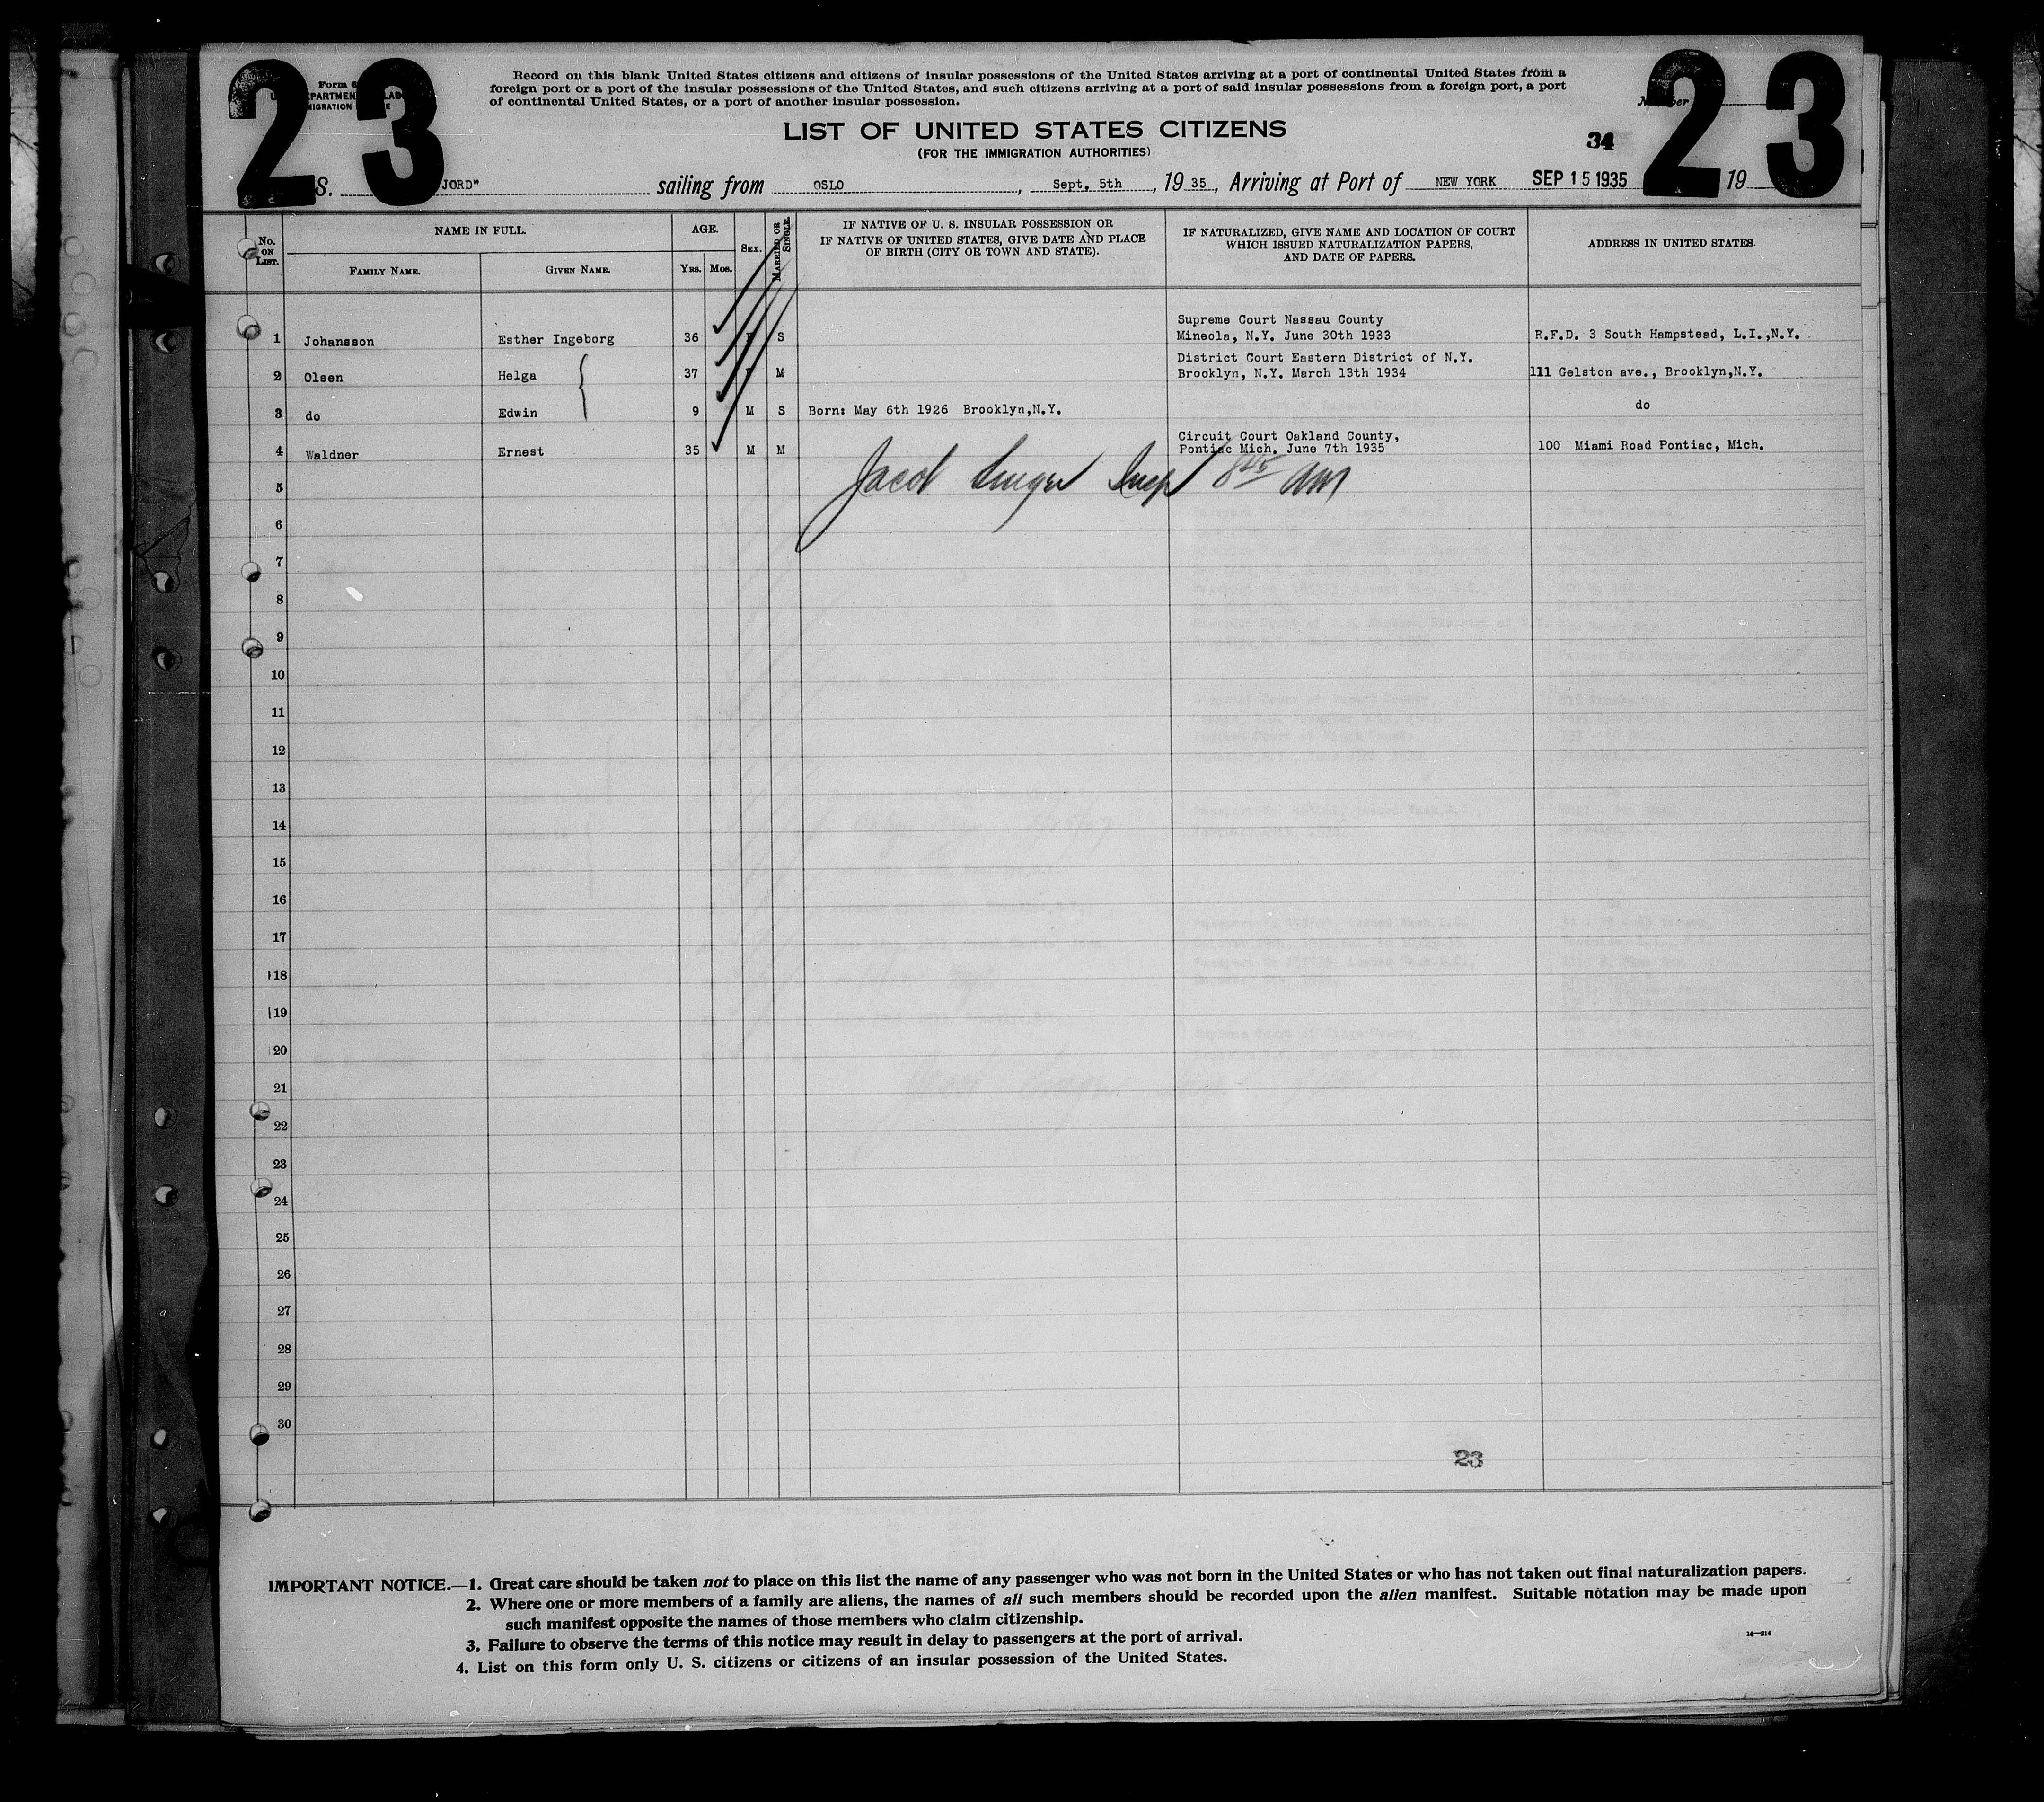 23
23
Form 6
Record on this blank United States citizens and citizens of insular possessions of the United States arriving at a port of continental United States from a
foreign port or a port of the insular possessions of the United States, and such citizens arriving at a port of said insular possessions from a foreign port, a port
of continental United States, or a port of another insular possession.
LIST OF UNITED STATES CITIZENS
(FOR THE IMMIGRATION AUTHORITIES)
34
S. JORD" sailing from OSLO, Sept. 5th, 19 35, Arriving at Port of NEW YORK SEP 15 1935 19
No. ON LIST.
NAME IN FULL.
FAMILY NAME.
GIVEN NAME.
AGE.
YRS. MOS.
SEX.
MARRIED OR SINGLE.
IF NATIVE OF U. S. INSULAR POSSESSION OR
IF NATIVE OF UNITED STATES, GIVE DATE AND PLACE
OF BIRTH (CITY OR TOWN AND STATE).
IF NATURALIZED, GIVE NAME AND LOCATION OF COURT
WHICH ISSUED NATURALIZATION PAPERS,
AND DATE OF PAPERS.
ADDRESS IN UNITED STATES.
Supreme Court Nassau County
1 Johansson Esther Ingeborg 36 S Mineola, N.Y. June 30th 1933 R.F.D. 3 South Hampstead, L.I.,N.Y.
District Court Eastern District of N.Y.
2 Olsen Helga 37 M Brooklyn, N.Y. March 13th 1934 111 Gelston ave., Brooklyn,N.Y.
3 do Edwin 9 M S Born: May 6th 1926 Brooklyn,N.Y. do
Circuit Court Oakland County,
4 Waldner Ernest 35 M M Pontiac Mich. June 7th 1935 100 Miami Road Pontiac, Mich.
Jacob Singer Insp 8 45 AM
5
6
7
8
9
10
11
12
13
14
15
16
17
18
19
20
21
22
23
24
25
26
27
28
29
30
23
IMPORTANT NOTICE.—1. Great care should be taken not to place on this list the name of any passenger who was not born in the United States or who has not taken out final naturalization papers.
2. Where one or more members of a family are aliens, the names of all such members should be recorded upon the alien manifest. Suitable notation may be made upon
such manifest opposite the names of those members who claim citizenship.
3. Failure to observe the terms of this notice may result in delay to passengers at the port of arrival.
4. List on this form only U. S. citizens or citizens of an insular possession of the United States.
14—214